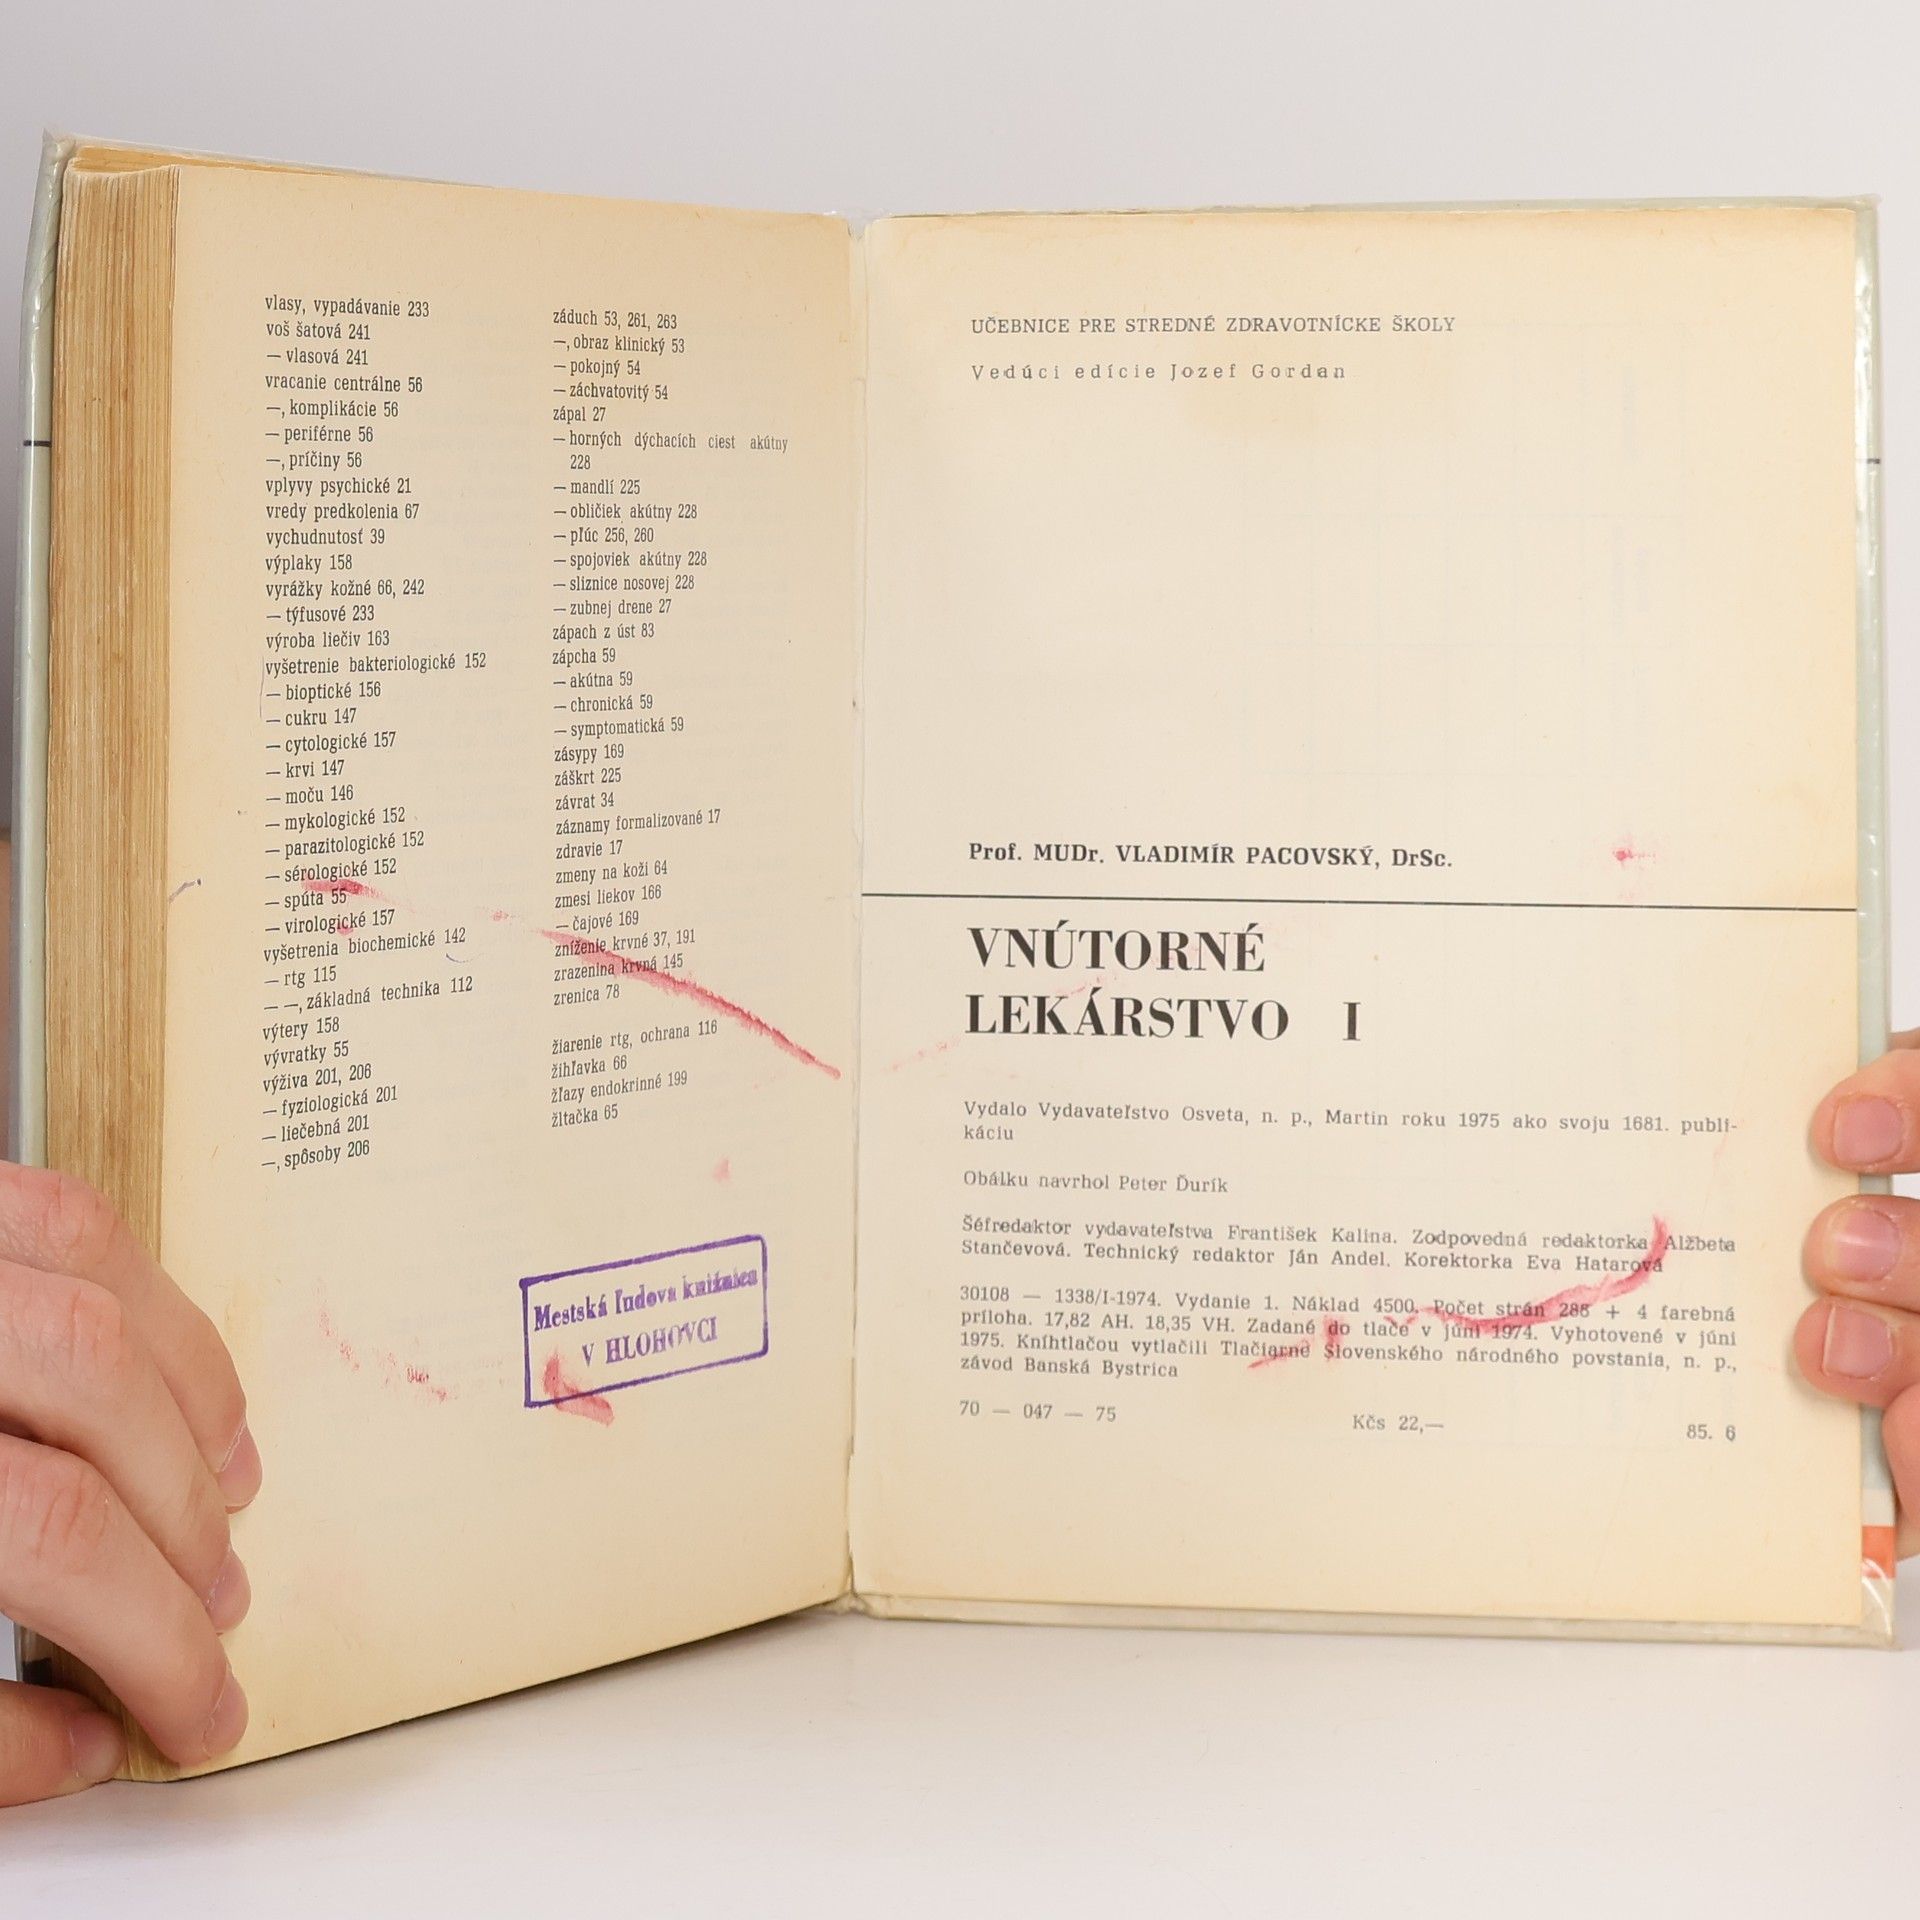 vlasy, vypadávanie 233
voš šatová 241
— vlasová 241
vracanie centrálne 56
—, komplikácie 56
— periférne 56
—, príčiny 56
vplyvy psychické 21
vredy predkolenia 67
vychudnutosť 39
výplaky 158
vyrážky kožné 66, 242
— týfusové 233
výroba liečiv 163
vyšetrenie bakteriologické 152
— bioptické 156
— cukru 147
— cytologické 157
— krvi 147
— moču 146
— mykologické 152
— parazitologické 152
— sérologické 152
— spúta 55
— virologické 157
vyšetrenia biochemické 142
— rtg 115
— —, základná technika 112
výtery 158
vývratky 55
výživa 201, 206
— fyziologická 201
— liečebná 201
—, spôsoby 206
záduch 53, 261, 263
—, obraz klinický 53
— pokojný 54
— záchvatovitý 54
zápal 27
— horných dýchacích ciest akútny
228
— mandlí 225
— obličiek akútny 228
— pľúc 256, 260
— spojoviek akútny 228
— sliznice nosovej 228
— zubnej drene 27
zápach z úst 83
zápcha 59
— akútna 59
— chronická 59
— symptomatická 59
zásypy 169
záškrt 225
závrat 34
záznamy formalizované 17
zdravie 17
zmeny na koži 64
zmesi liekov 166
— čajové 169
zníženie krvné 37, 191
zrazenina krvná 145
zrenica 78
žiarenie rtg, ochrana 116
žihľavka 66
žľazy endokrinné 199
žltačka 65
Mestská ľudová knižnica
V HLOHOVCI
UČEBNICE PRE STREDNÉ ZDRAVOTNÍCKE ŠKOLY
Vedúci edície Jozef Gordan
Prof. MUDr. VLADIMÍR PACOVSKÝ, DrSc.
VNÚTORNÉ
LEKÁRSTVO I
Vydalo Vydavateľstvo Osveta, n. p., Martin roku 1975 ako svoju 1681. publi-
káciu
Obálku navrhol Peter Ďurík
Šéfredaktor vydavateľstva František Kalina. Zodpovedná redaktorka Alžbeta
Stančevová. Technický redaktor Ján Andel. Korektorka Eva Hatarová
30108 — 1338/I-1974. Vydanie 1. Náklad 4500. Počet strán 288 + 4 farebná
príloha. 17,82 AH. 18,35 VH. Zadané do tlače v júni 1974. Vyhotovené v júni
1975. Kníhtlačou vytlačili Tlačiarne Slovenského národného povstania, n. p.,
závod Banská Bystrica
70 — 047 — 75 Kčs 22,— 85. 6